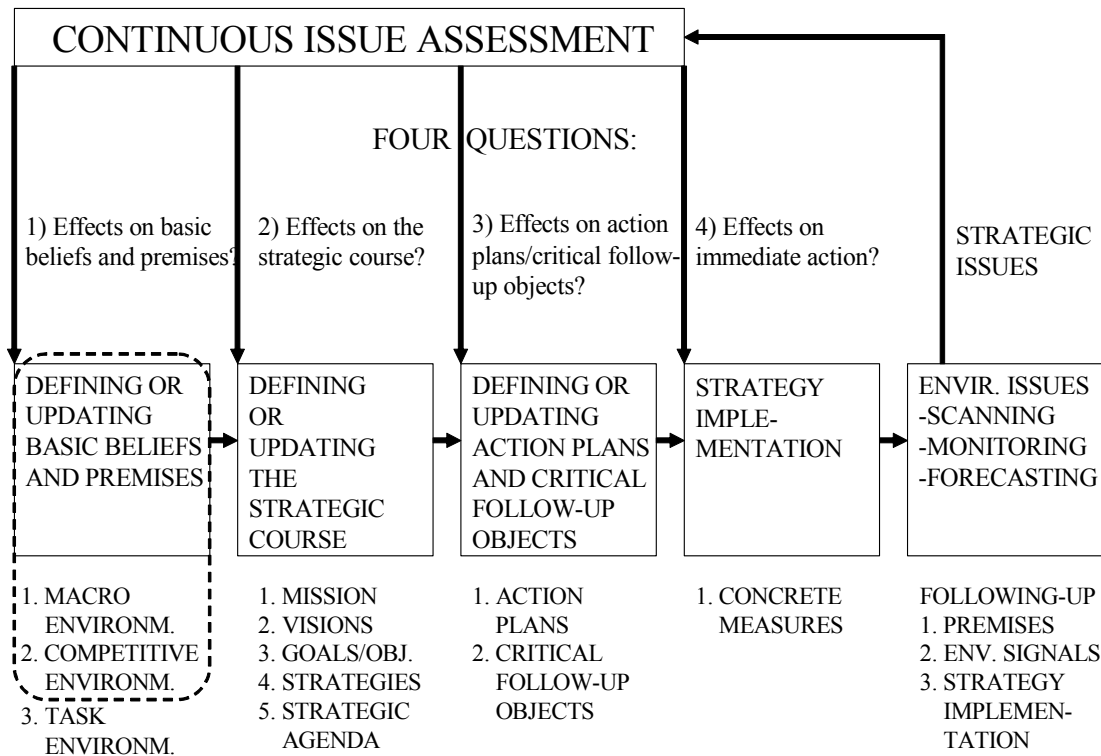 CONTINUOUS ISSUE ASSESSMENT
FOUR QUESTIONS:
1) Effects on basic
beliefs and premises?
2) Effects on the
strategic course?
3) Effects on action
plans/critical follow-
up objects?
4) Effects on
immediate action?
STRATEGIC
ISSUES
DEFINING OR
UPDATING
BASIC BELIEFS
AND PREMISES
DEFINING
OR
UPDATING
THE
STRATEGIC
COURSE
DEFINING OR
UPDATING
ACTION PLANS
AND CRITICAL
FOLLOW-UP
OBJECTS
STRATEGY
IMPLE-
MENTATION
ENVIR. ISSUES
-SCANNING
-MONITORING
-FORECASTING
1. MACRO
ENVIRONM.
2. COMPETITIVE
ENVIRONM.
3. TASK
ENVIRONM.
1. MISSION
2. VISIONS
3. GOALS/OBJ.
4. STRATEGIES
5. STRATEGIC
AGENDA
1. ACTION
PLANS
2. CRITICAL
FOLLOW-UP
OBJECTS
1. CONCRETE
MEASURES
FOLLOWING-UP
1. PREMISES
2. ENV. SIGNALS
3. STRATEGY
IMPLEMEN-
TATION